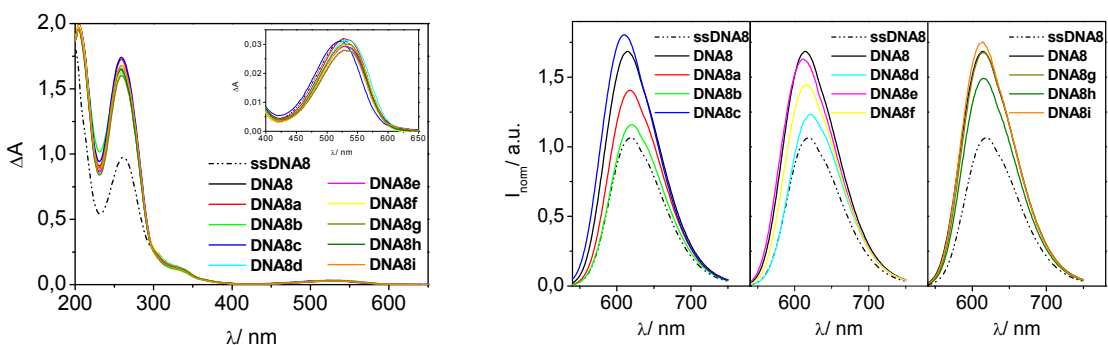 2,0
1,5
1,0
0,5
0,0
ΔA
200 300 400 500 600
λ/ nm
0,03
0,02
0,01
0,00
ΔA
400 450 500 550 600 650
λ/ nm
ssDNA8
DNA8
DNA8a
DNA8b
DNA8c
DNA8d
DNA8e
DNA8f
DNA8g
DNA8h
DNA8i
1,5
1,0
0,5
0,0
I_norm/ a.u.
ssDNA8
DNA8
DNA8a
DNA8b
DNA8c
600 700
λ/ nm
ssDNA8
DNA8
DNA8d
DNA8e
DNA8f
600 700
λ/ nm
ssDNA8
DNA8
DNA8g
DNA8h
DNA8i
600 700
λ/ nm